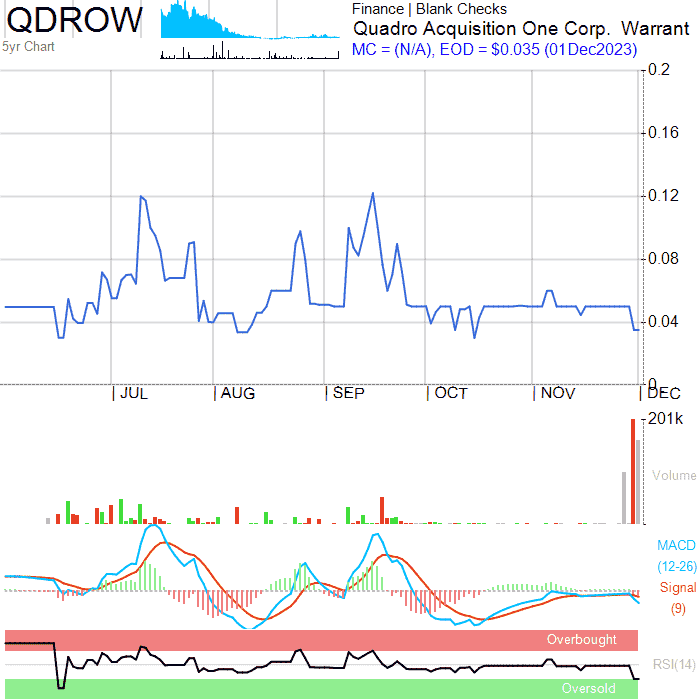 QDROW
5yr Chart
Finance | Blank Checks
Quadro Acquisition One Corp. Warrant
MC = (N/A), EOD = $0.035 (01Dec2023)
0.2
0.16
0.12
0.08
0.04
0
| JUL | AUG | SEP | OCT | NOV | DEC
201k
Volume
MACD
(12-26)
Signal
(9)
Overbought
RSI(14)
Oversold